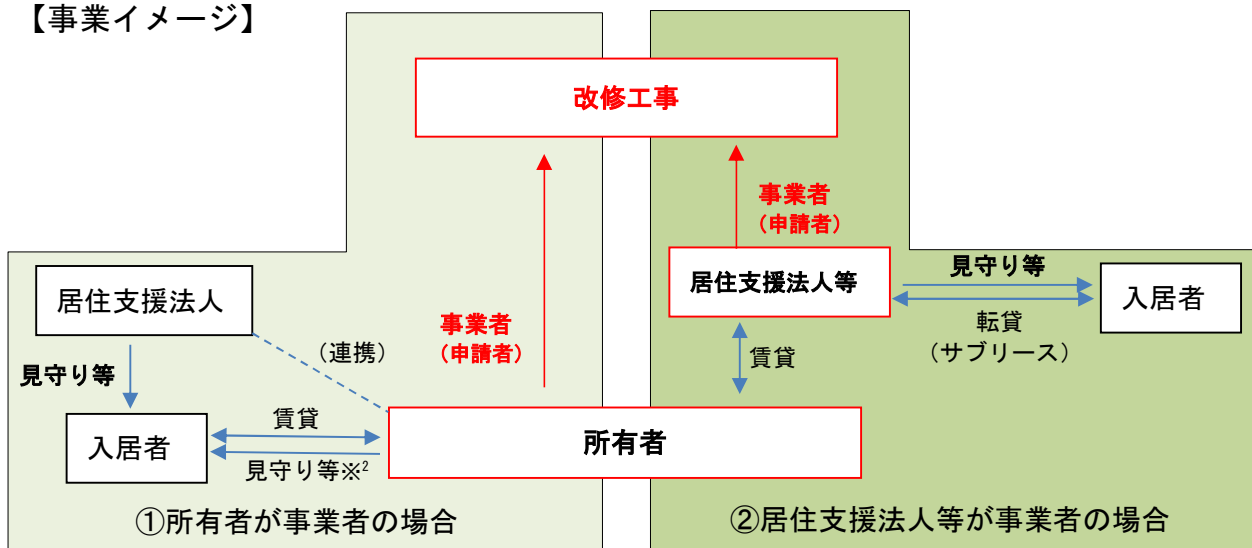 【事業イメージ】
改修工事
事業者
（申請者）
居住支援法人
（連携）
見守り等
入居者
賃貸
見守り等※²
事業者
（申請者）
所有者
居住支援法人等
見守り等
転貸
（サブリース）
入居者
賃貸
①所有者が事業者の場合
②居住支援法人等が事業者の場合